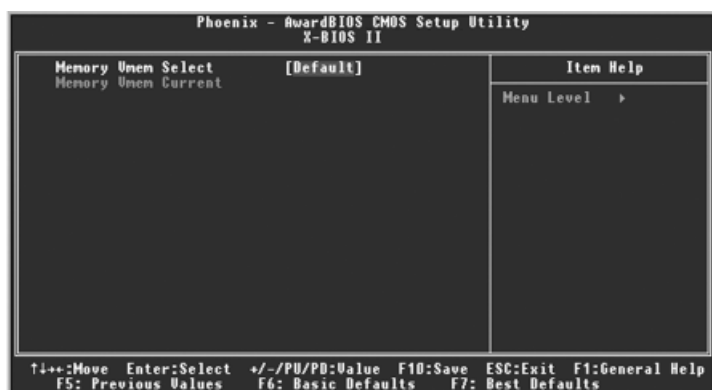 Phoenix - AwardBIOS CMOS Setup Utility
X-BIOS II
Memory Vmem Select [Default]
Memory Vmem Current
Item Help
Menu Level ▸
↑↓→←:Move Enter:Select +/-/PU/PD:Value F10:Save ESC:Exit F1:General Help
F5: Previous Values F6: Basic Defaults F7: Best Defaults